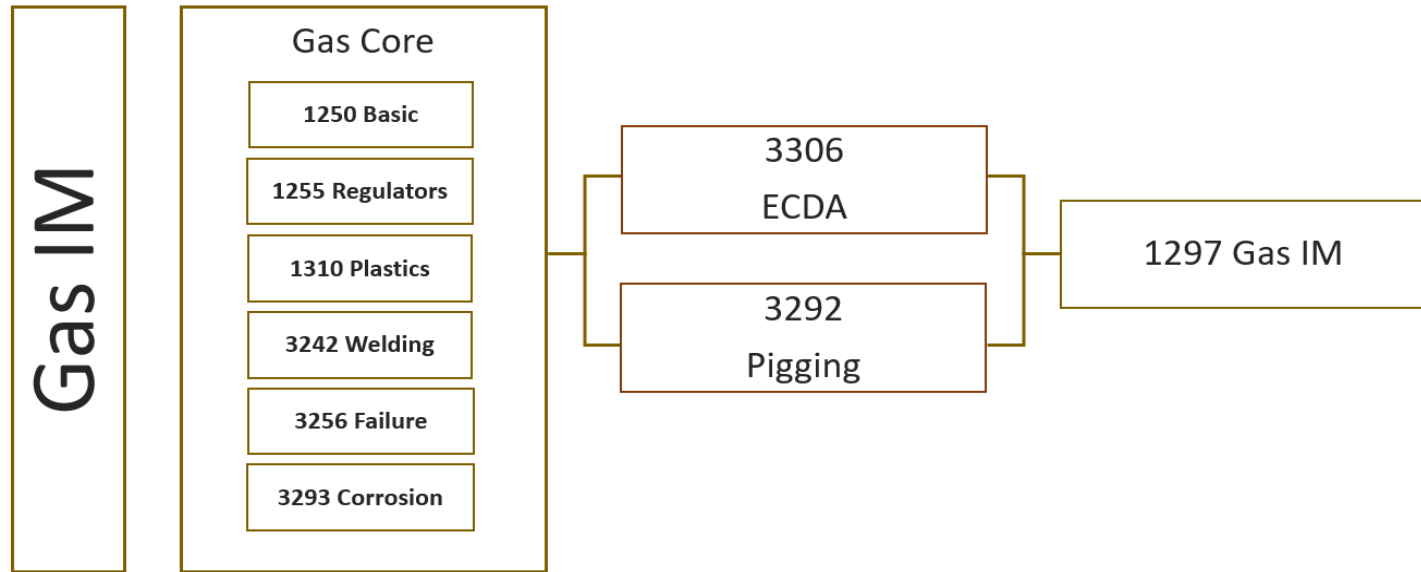 Gas IM
Gas Core
1250 Basic
1255 Regulators
1310 Plastics
3242 Welding
3256 Failure
3293 Corrosion
3306
ECDA
3292
Pigging
1297 Gas IM